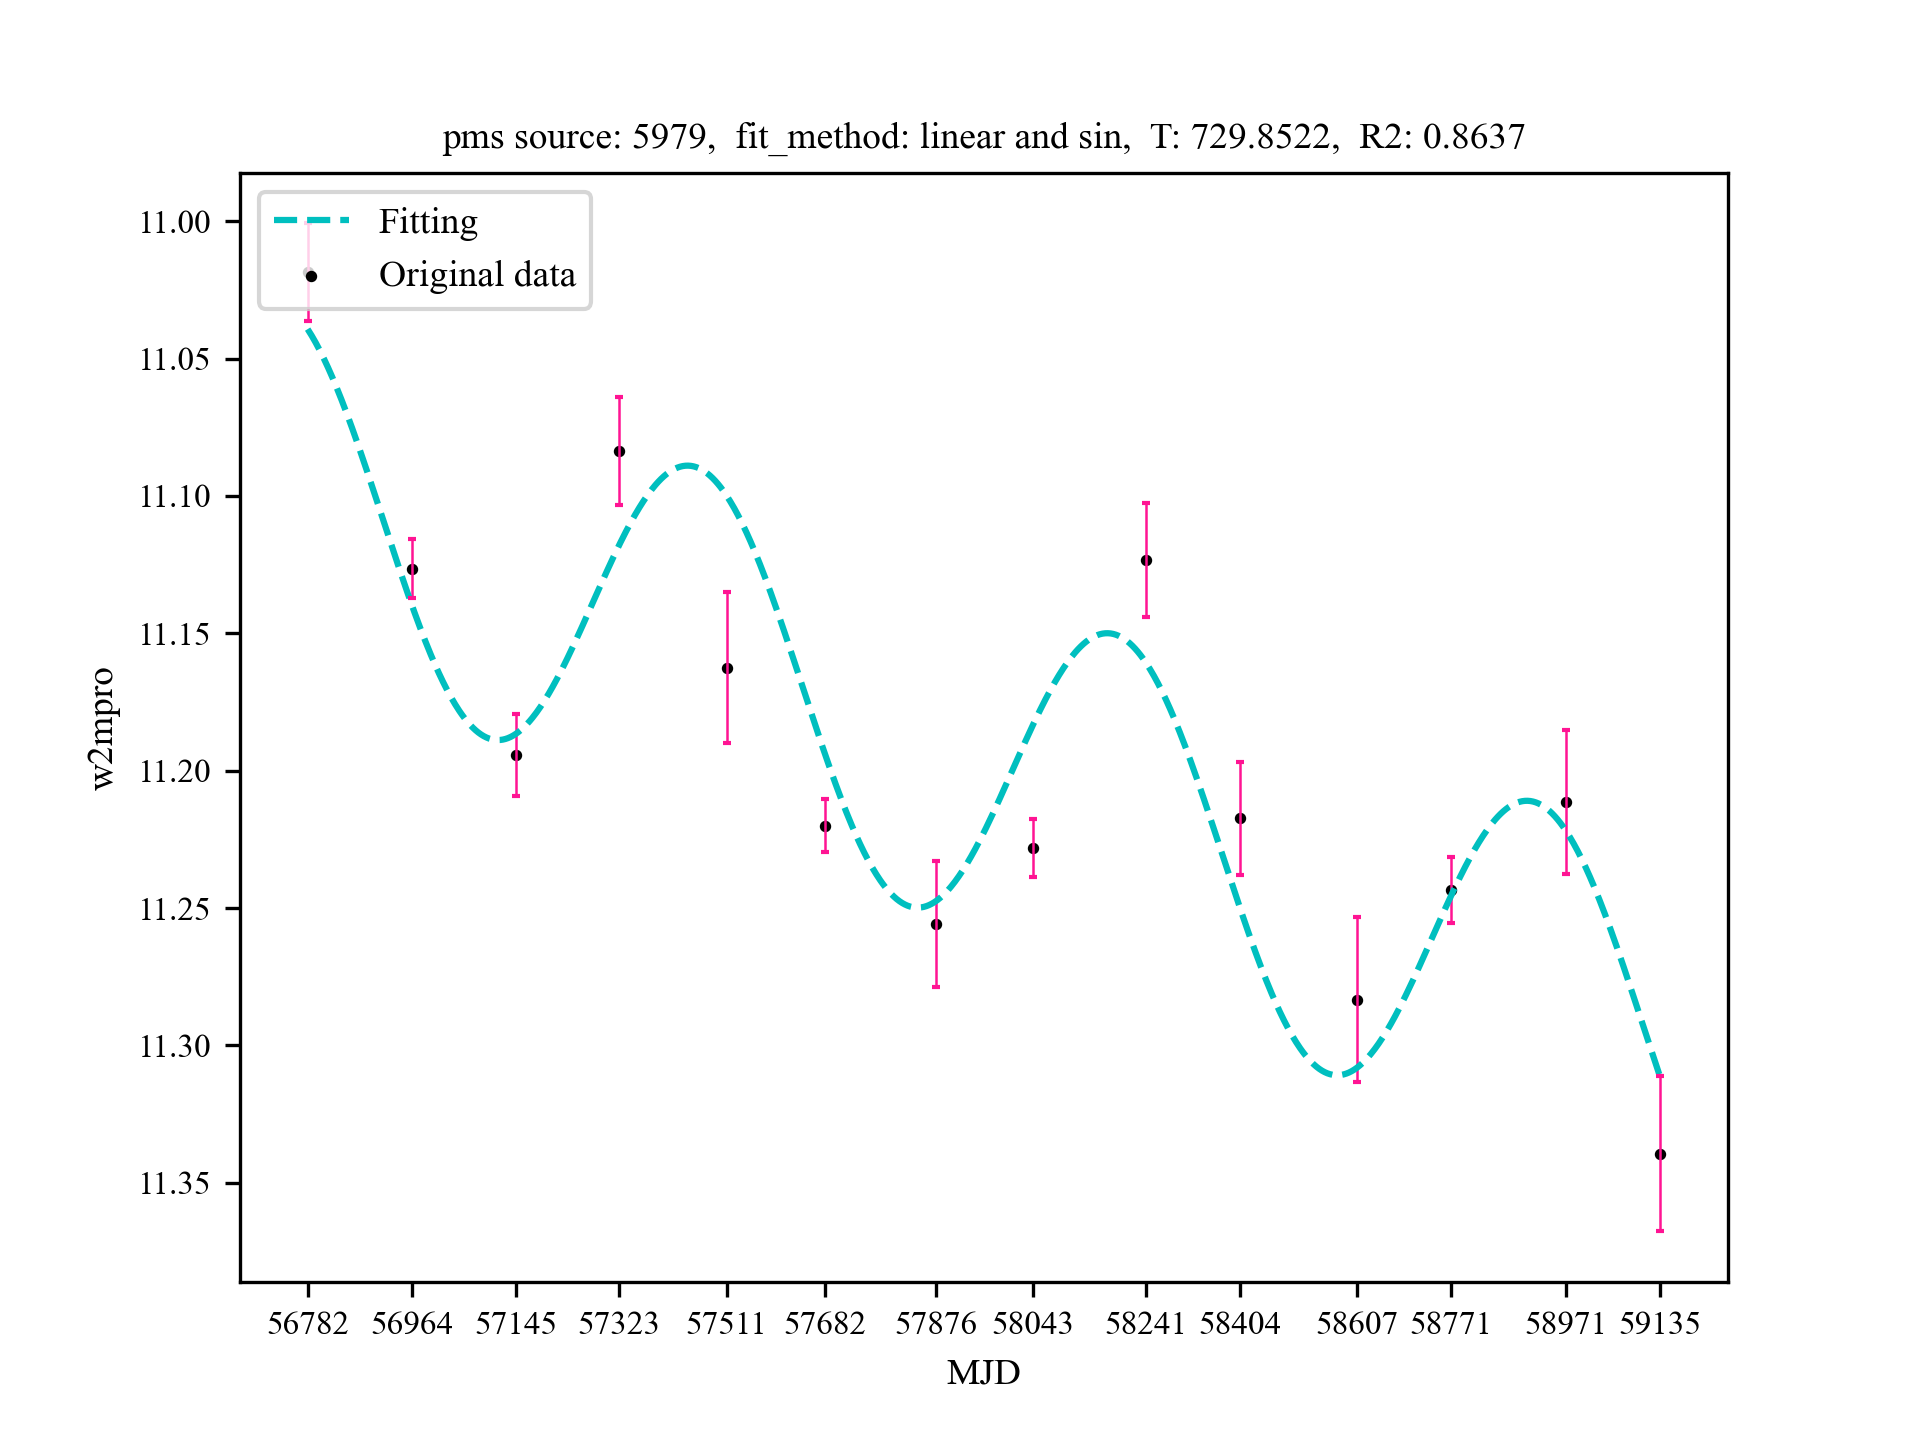 pms source: 5979,  fit_method: linear and sin,  T: 729.8522,  R2: 0.8637
Fitting
Original data
11.00
11.05
11.10
11.15
11.20
11.25
11.30
11.35
w2mpro
56782 56964 57145 57323 57511 57682 57876 58043 58241 58404 58607 58771 58971 59135
MJD